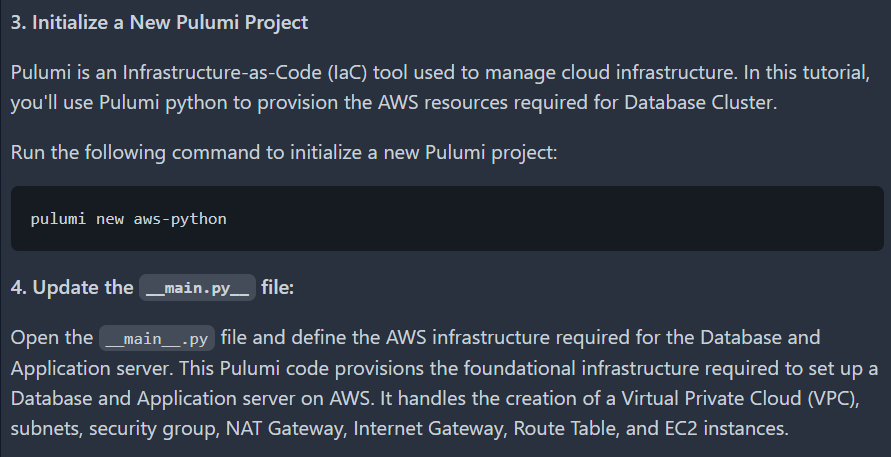 3. Initialize a New Pulumi Project
Pulumi is an Infrastructure-as-Code (IaC) tool used to manage cloud infrastructure. In this tutorial,
you'll use Pulumi python to provision the AWS resources required for Database Cluster.
Run the following command to initialize a new Pulumi project:
pulumi new aws-python
4. Update the __main.py__ file:
Open the __main__.py file and define the AWS infrastructure required for the Database and
Application server. This Pulumi code provisions the foundational infrastructure required to set up a
Database and Application server on AWS. It handles the creation of a Virtual Private Cloud (VPC),
subnets, security group, NAT Gateway, Internet Gateway, Route Table, and EC2 instances.